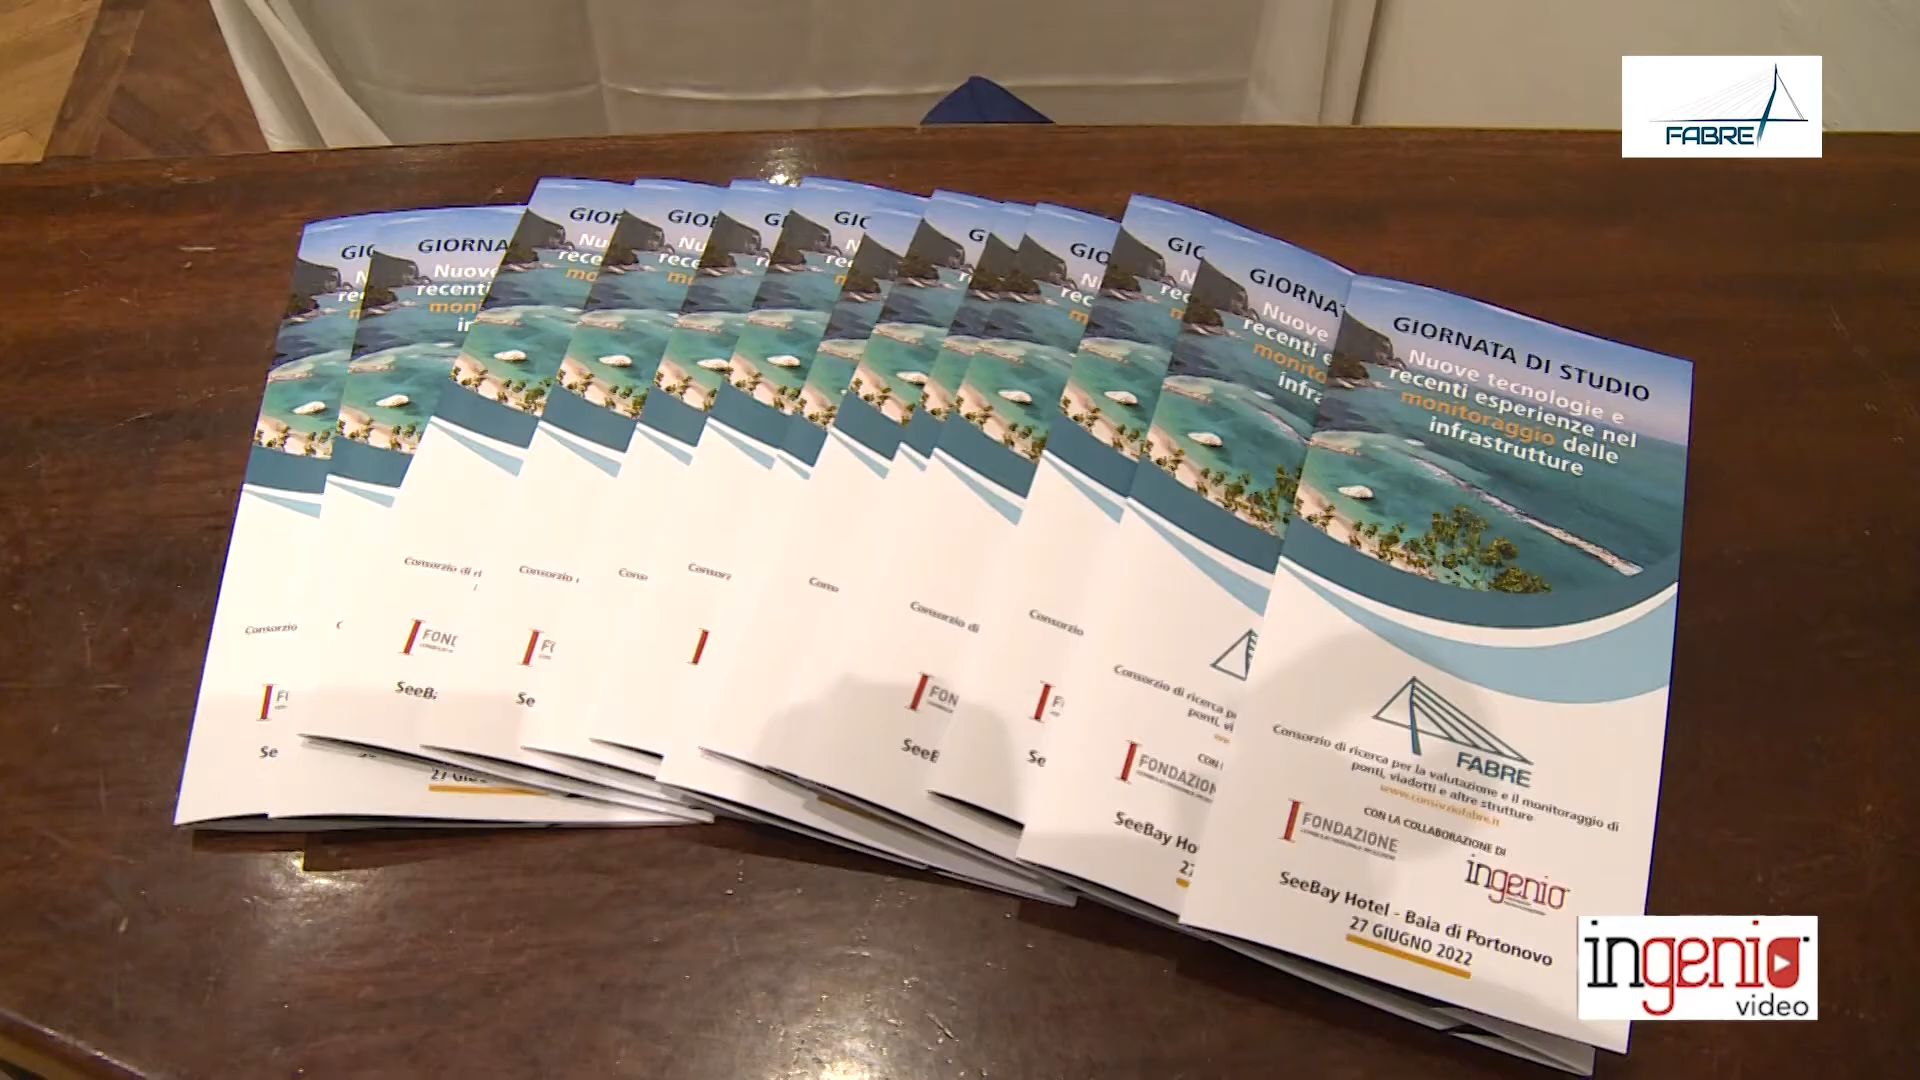 FABRE
GIORNATA DI STUDIO
Nuove tecnologie e
recenti esperienze nel
monitoraggio delle
infrastrutture
FABRE
Consorzio di ricerca per la valutazione e il monitoraggio di
ponti, viadotti e altre strutture
www.consorziofabre.it
CON LA COLLABORAZIONE DI
FONDAZIONE
ingenio
SeeBay Hotel - Baia di Portonovo
27 GIUGNO 2022
ingenio
video